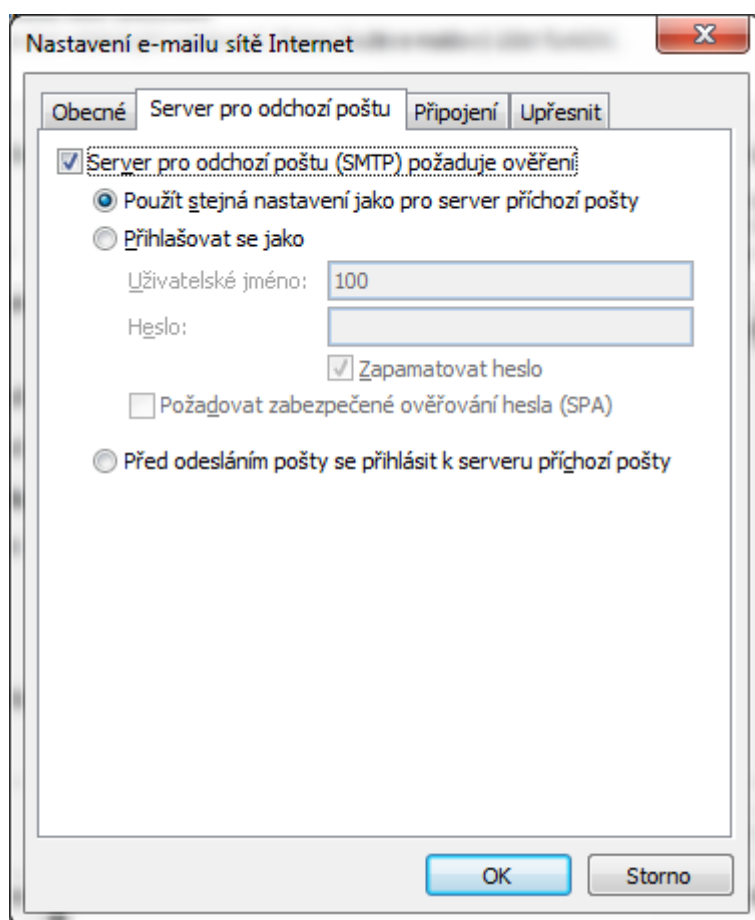 Nastavení e-mailu sítě Internet
Obecné
Server pro odchozí poštu
Připojení
Upřesnit
Server pro odchozí poštu (SMTP) požaduje ověření
Použít stejná nastavení jako pro server příchozí pošty
Přihlašovat se jako
Uživatelské jméno:
100
Heslo:
Zapamatovat heslo
Požadovat zabezpečené ověřování hesla (SPA)
Před odesláním pošty se přihlásit k serveru příchozí pošty
OK
Storno